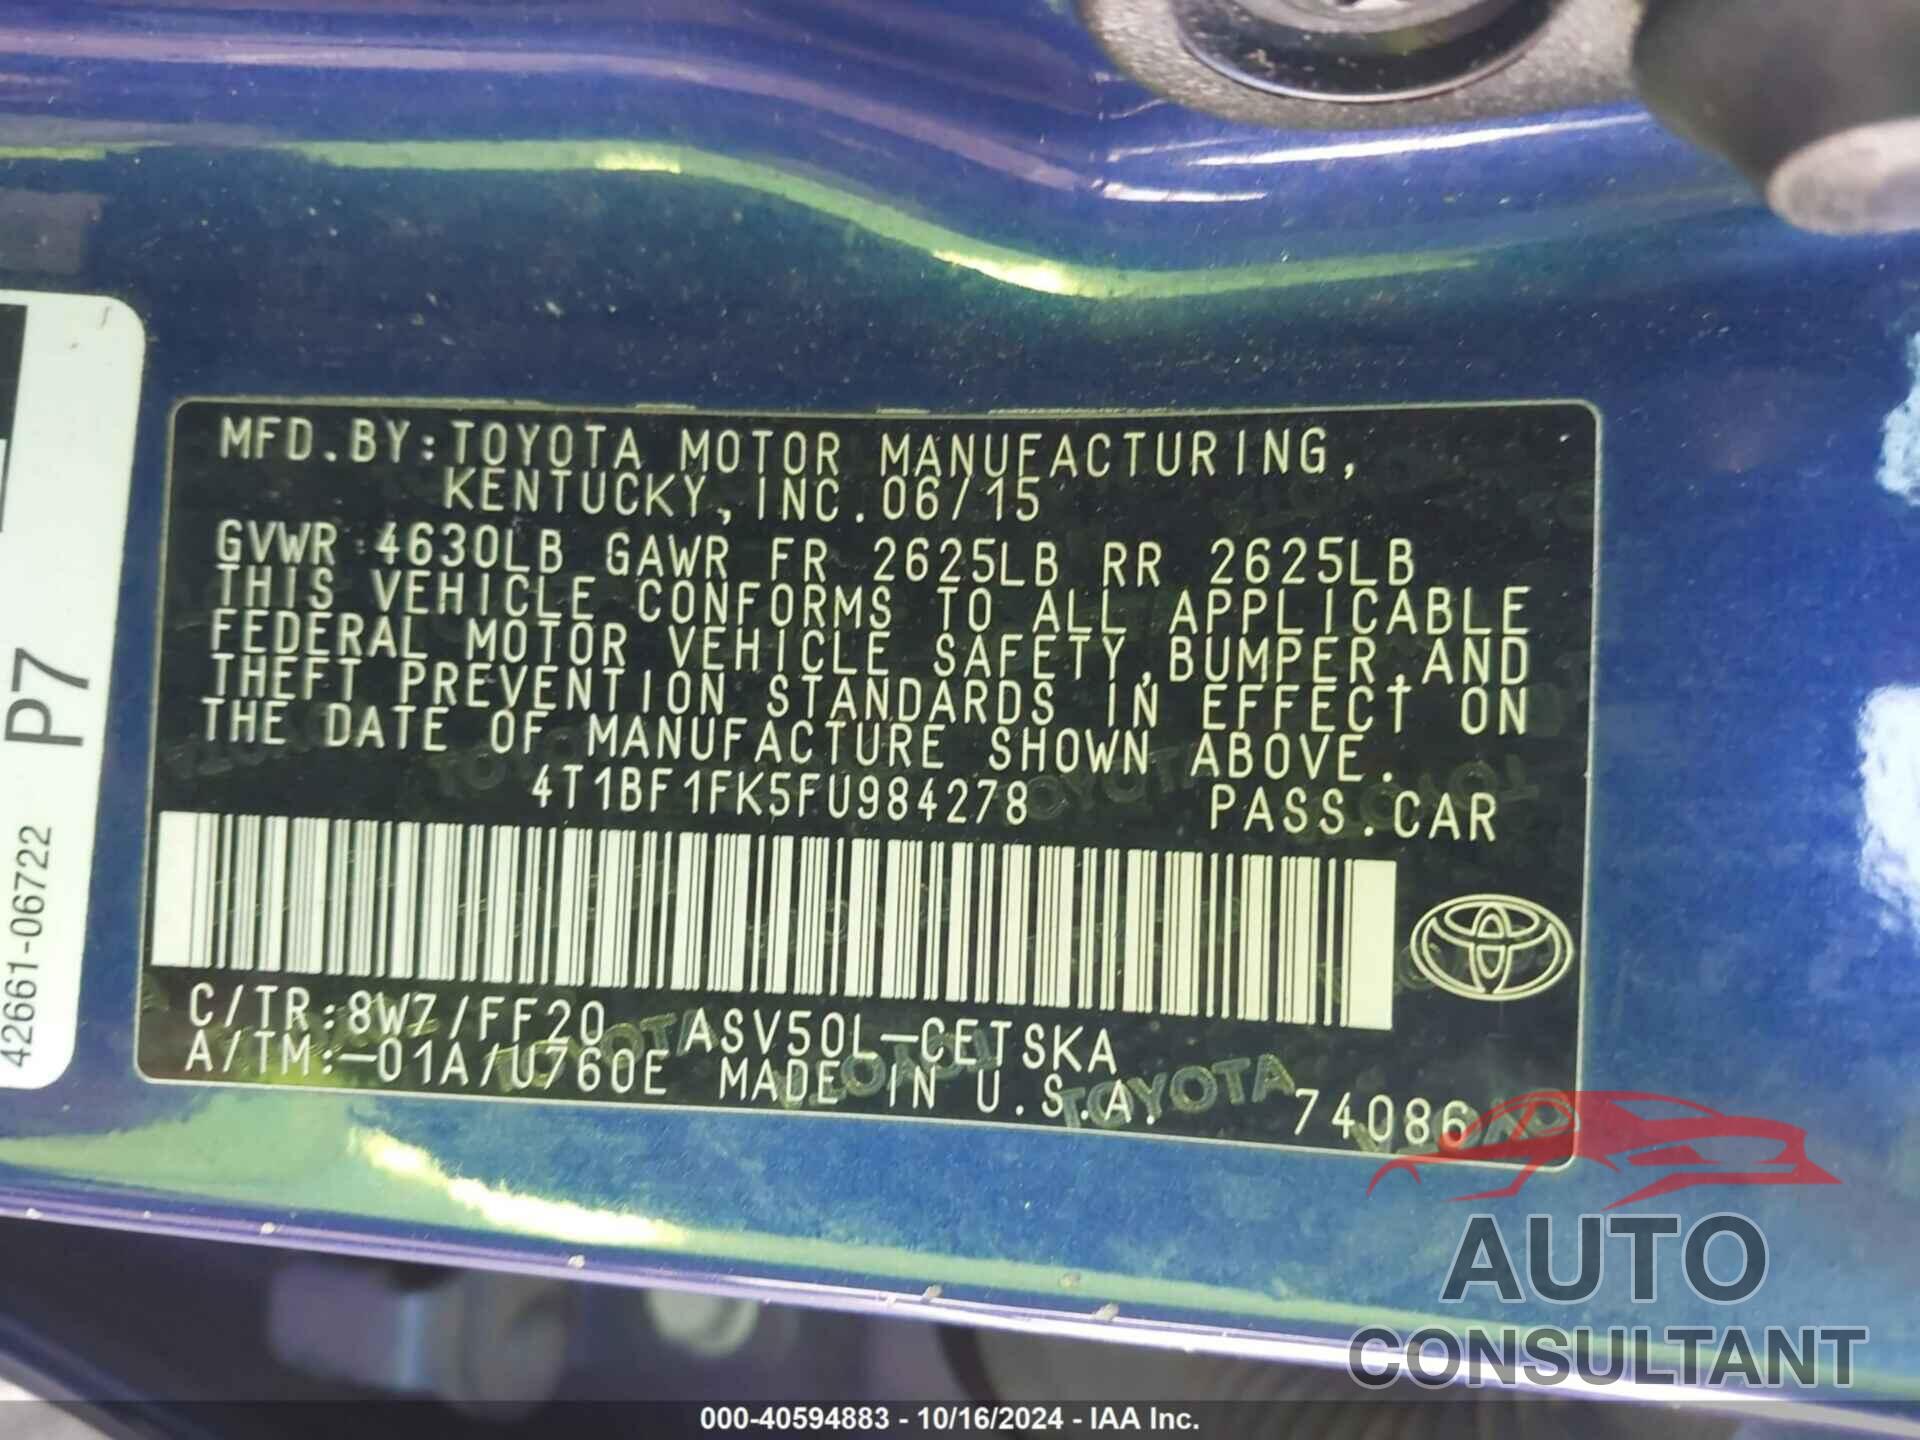 MFD.BY:TOYOTA MOTOR MANUFACTURING,
KENTUCKY, INC. 06/15
GVWR 4630LB GAWR FR 2625LB RR 2625LB
THIS VEHICLE CONFORMS TO ALL APPLICABLE
FEDERAL MOTOR VEHICLE SAFETY,BUMPER,AND
THEFT PREVENTION STANDARDS IN EFFECT ON
THE DATE OF MANUFACTURE SHOWN ABOVE.
4T1BF1FK5FU984278 PASS.CAR
C/TR:8W7/FF20 ASV50L-CETSKA
A/TM:-01A/U760E MADE IN U.S.A.
74086
P7
42661-06722
TOYOTA
AUTO
CONSULTANT
000-40594883 - 10/16/2024 - IAA Inc.